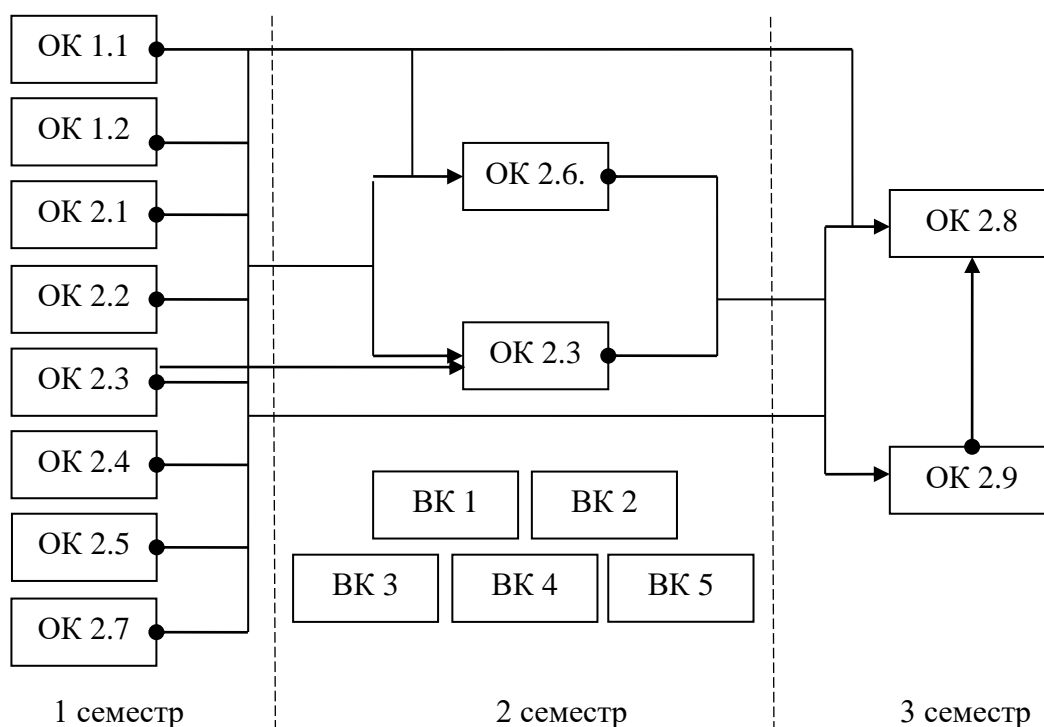 ОК 1.1
ОК 1.2
ОК 2.1
ОК 2.2
ОК 2.3
ОК 2.4
ОК 2.5
ОК 2.7
1 семестр
ОК 2.6.
ОК 2.3
ВК 1
ВК 2
ВК 3
ВК 4
ВК 5
2 семестр
ОК 2.8
ОК 2.9
3 семестр